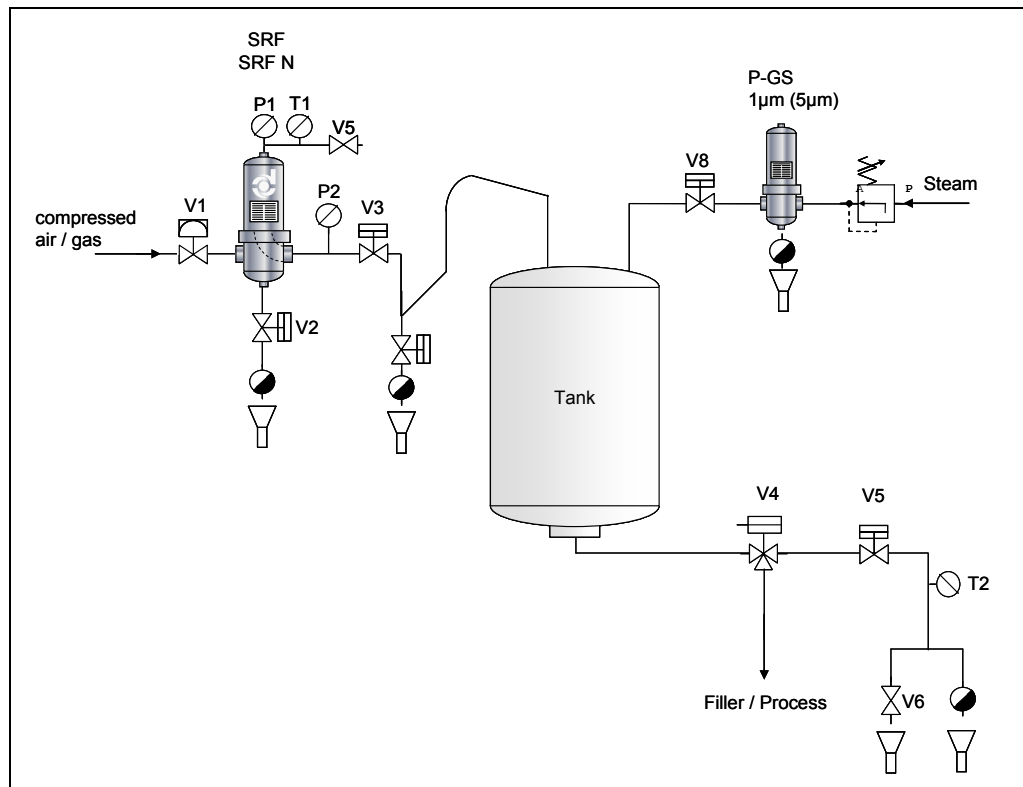 SRF
SRF N
P1
T1
V5
P-GS
1µm (5µm)
V1
P2
V3
V8
A
P
Steam
compressed
air / gas
V2
Tank
V4
V5
T2
Filler / Process
V6